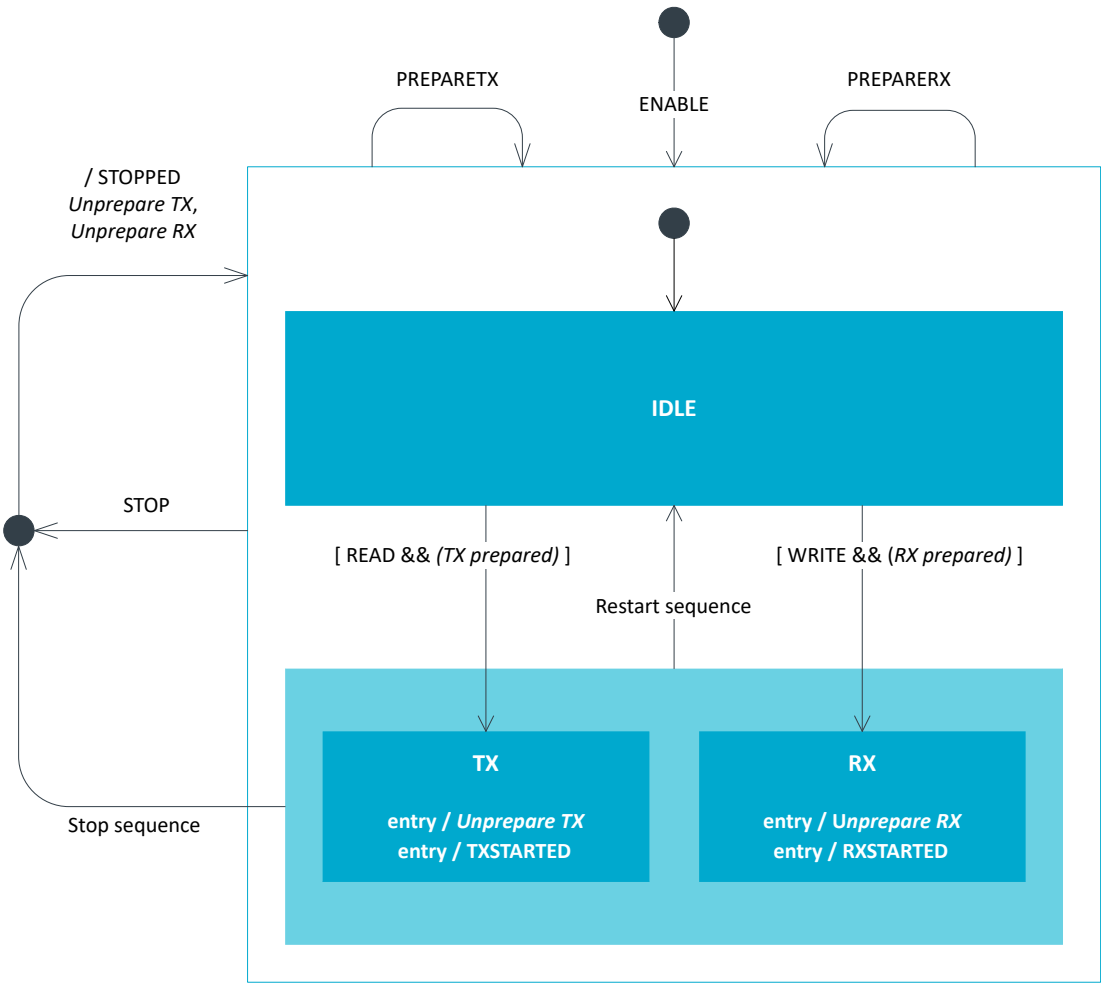 PREPARETX
PREPARERX
ENABLE
/ STOPPED
Unprepare TX,
Unprepare RX
IDLE
STOP
[ READ && (TX prepared) ]
[ WRITE && (RX prepared) ]
Restart sequence
TX
entry / Unprepare TX
entry / TXSTARTED
RX
entry / Unprepare RX
entry / RXSTARTED
Stop sequence